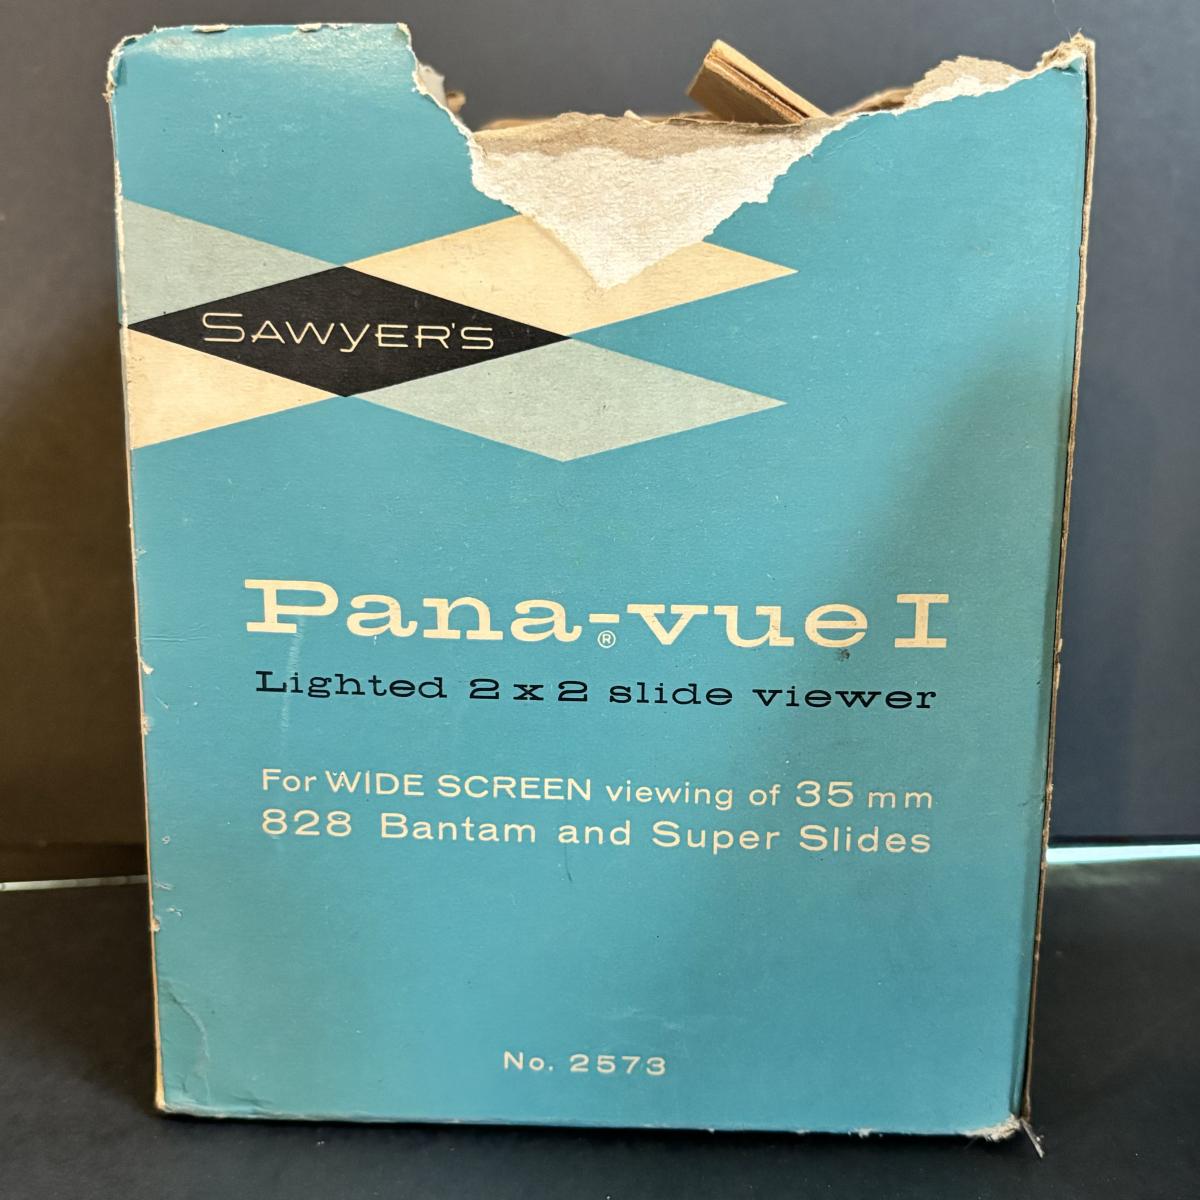 SAWYER'S
Pana-vue I
®
Lighted 2 x 2 slide viewer
For WIDE SCREEN viewing of 35 mm
828 Bantam and Super Slides
No. 2573